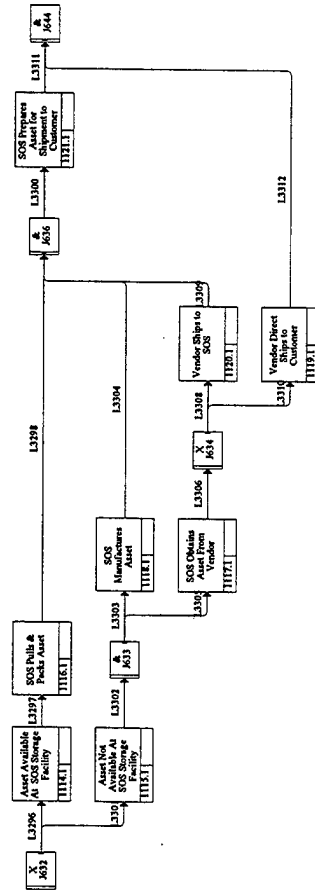 X
J632
L3296
L330
Asset Available
At SOS Storage
Facility
1114.1
Asset Not
Available At
SOS Storage
Facility
1115.1
L3297
L3302
SOS Pulls &
Packs Asset
1116.1
&
J633
L3298
L3303
L3305
SOS
Manufactures
Asset
1118.1
SOS Obtains
Asset From
Vendor
1117.1
L3304
L3306
X
J634
L3308
L3310
Vendor Ships to
SOS
1120.1
Vendor Direct
Ships to
Customer
1119.1
L3309
L3312
&
J636
L3300
SOS Prepares
Asset for
Shipment to
Customer
1121.1
L3311
&
J644